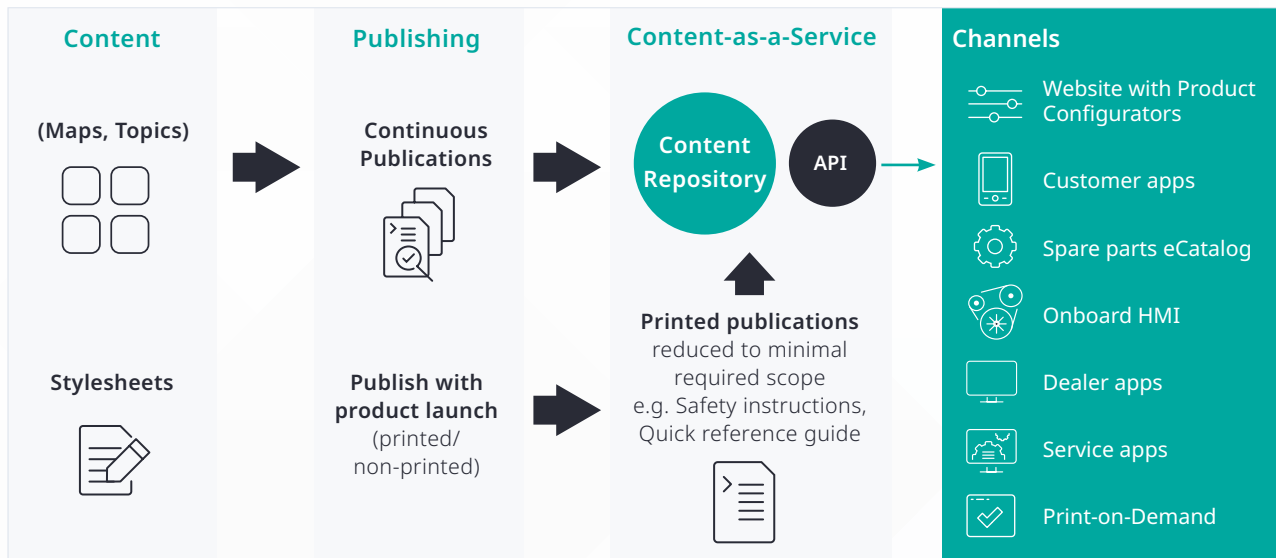 Content
(Maps, Topics)
Stylesheets
Publishing
Continuous
Publications
Publish with
product launch
(printed/
non-printed)
Content-as-a-Service
Content
Repository
API
Printed publications
reduced to minimal
required scope
e.g. Safety instructions,
Quick reference guide
Channels
Website with Product
Configurators
Customer apps
Spare parts eCatalog
Onboard HMI
Dealer apps
Service apps
Print-on-Demand